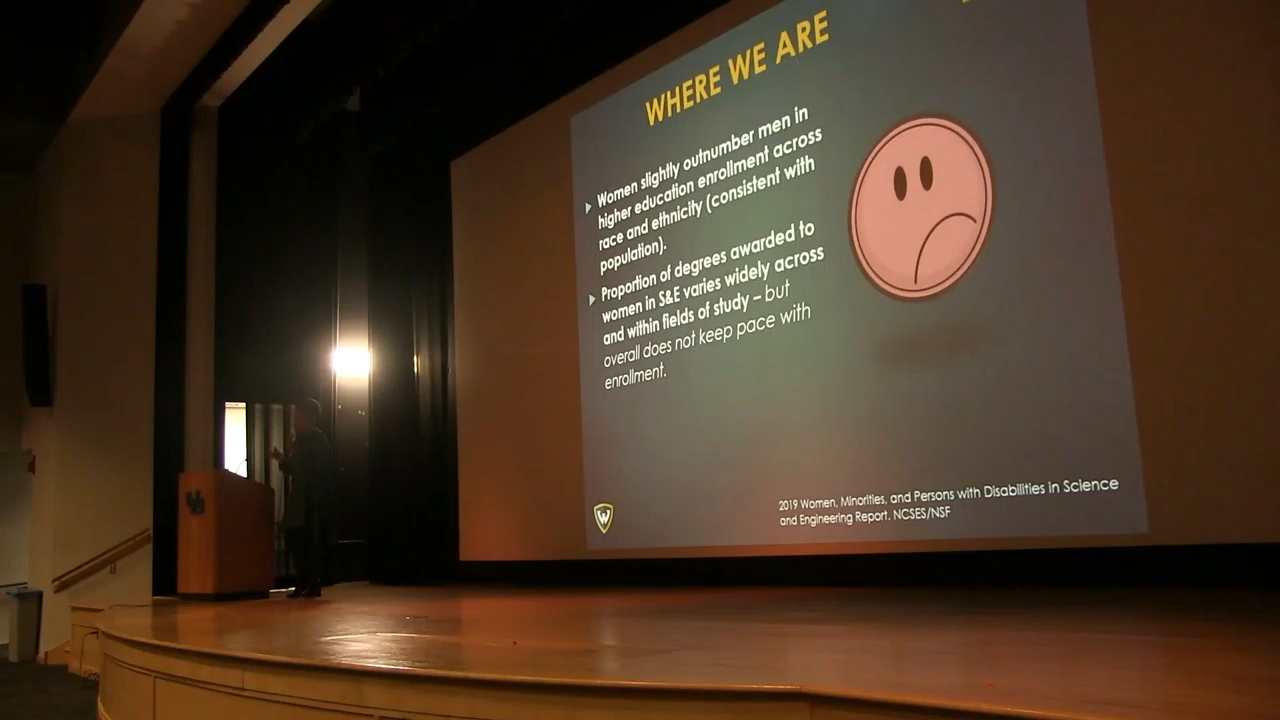 WHERE WE ARE
Women slightly outnumber men in
higher education enrollment across
race and ethnicity (consistent with
population).
Proportion of degrees awarded to
women in S&E varies widely across
and within fields of study – but
overall does not keep pace with
enrollment.
2019 Women, Minorities, and Persons with Disabilities in Science
and Engineering Report. NCSES/NSF
W
UB